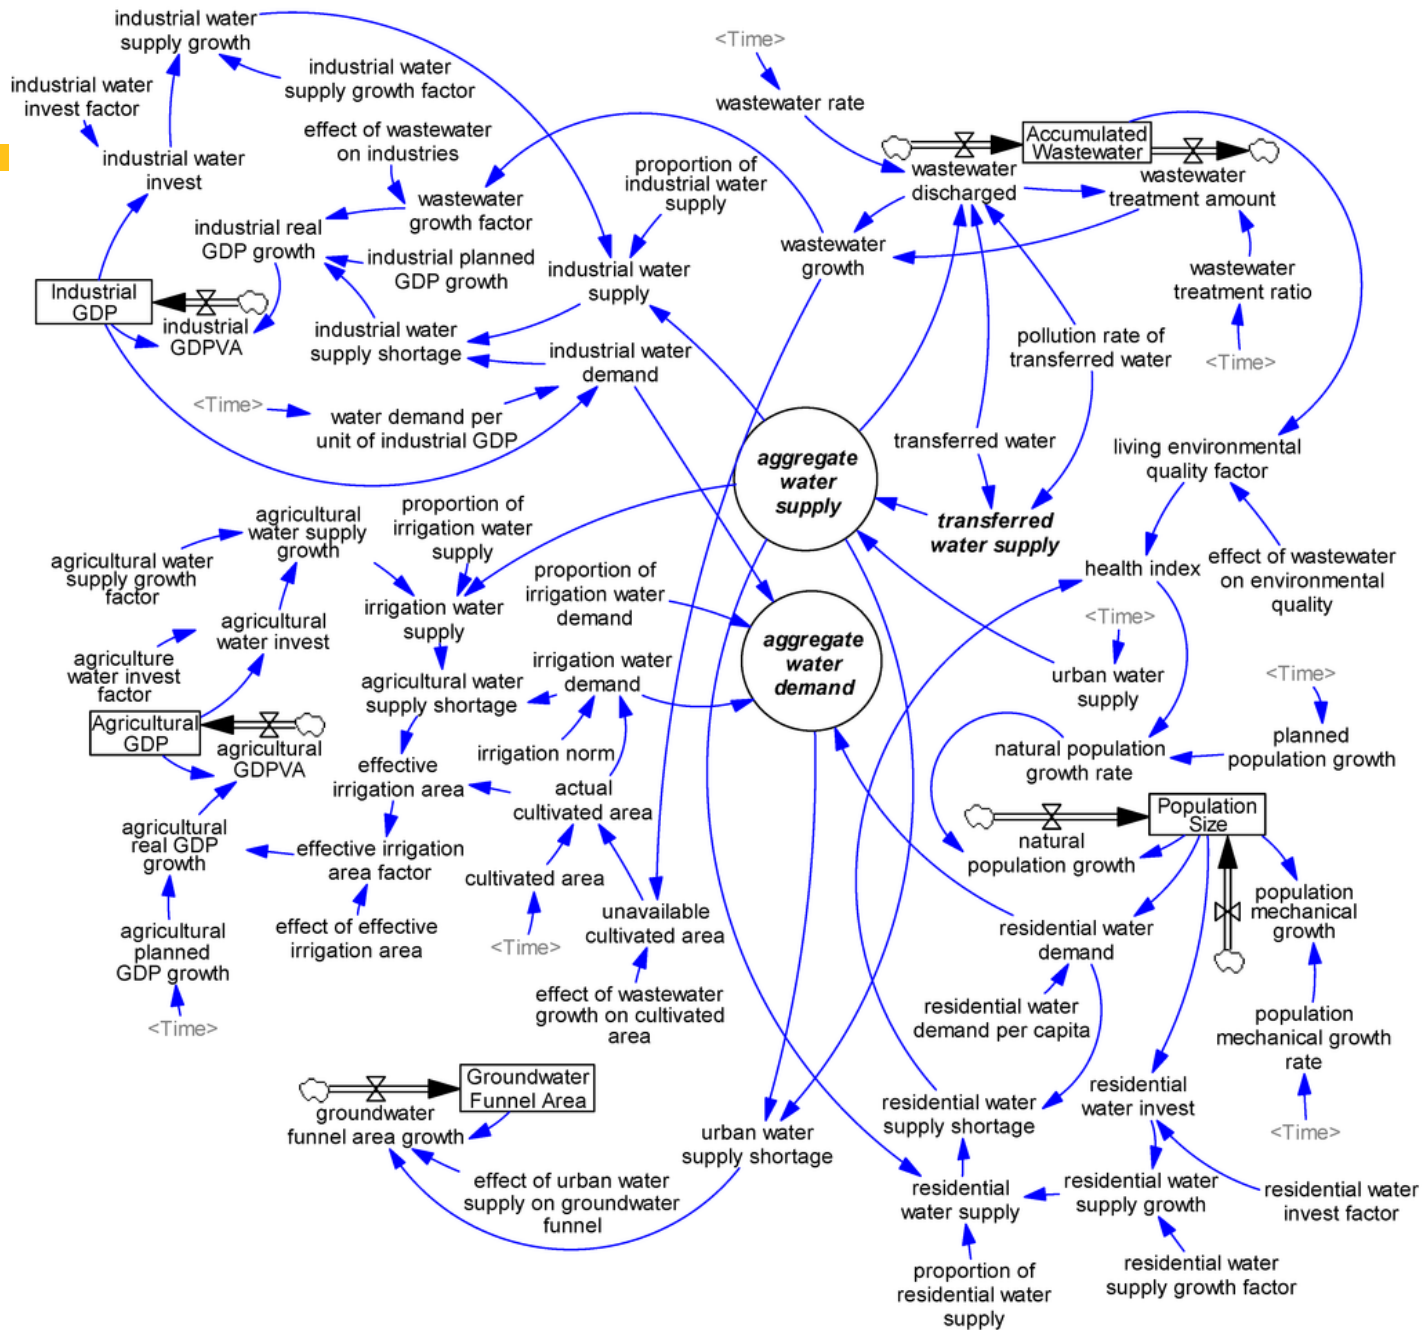 industrial water
supply growth
industrial water
invest factor
industrial water
supply growth factor
effect of wastewater
on industries
industrial water
invest
wastewater
growth factor
proportion of
industrial water
supply
industrial real
GDP growth
industrial planned
GDP growth
Industrial
GDP
industrial
GDPVA
industrial water
supply shortage
industrial water
supply
industrial water
demand
<Time>
water demand per
unit of industrial GDP
<Time>
wastewater rate
wastewater
discharged
Accumulated
Wastewater
wastewater
treatment amount
wastewater
growth
wastewater
treatment ratio
<Time>
pollution rate of
transferred water
transferred water
living environmental
quality factor
aggregate
water
supply
transferred
water supply
health index
effect of wastewater
on environmental
quality
<Time>
urban water
supply
<Time>
planned
population growth
natural population
growth rate
agricultural
water supply
growth
proportion of
irrigation water
supply
agricultural water
supply growth
factor
irrigation water
supply
proportion of
irrigation water
demand
agricultural
water invest
agriculture
water invest
factor
agricultural water
supply shortage
irrigation water
demand
aggregate
water
demand
Agricultural
GDP
agricultural
GDPVA
irrigation norm
effective
irrigation area
actual
cultivated area
agricultural
real GDP
growth
effective irrigation
area factor
cultivated area
effect of effective
irrigation area
<Time>
unavailable
cultivated area
agricultural
planned
GDP growth
<Time>
effect of wastewater
growth on cultivated
area
Population
Size
natural
population growth
population
mechanical
growth
residential water
demand
residential water
demand per capita
population
mechanical growth
rate
<Time>
Groundwater
Funnel Area
groundwater
funnel area growth
urban water
supply shortage
effect of urban water
supply on groundwater
funnel
residential water
supply shortage
residential
water invest
residential
water supply
residential water
supply growth
residential water
invest factor
proportion of
residential water
supply
residential water
supply growth factor